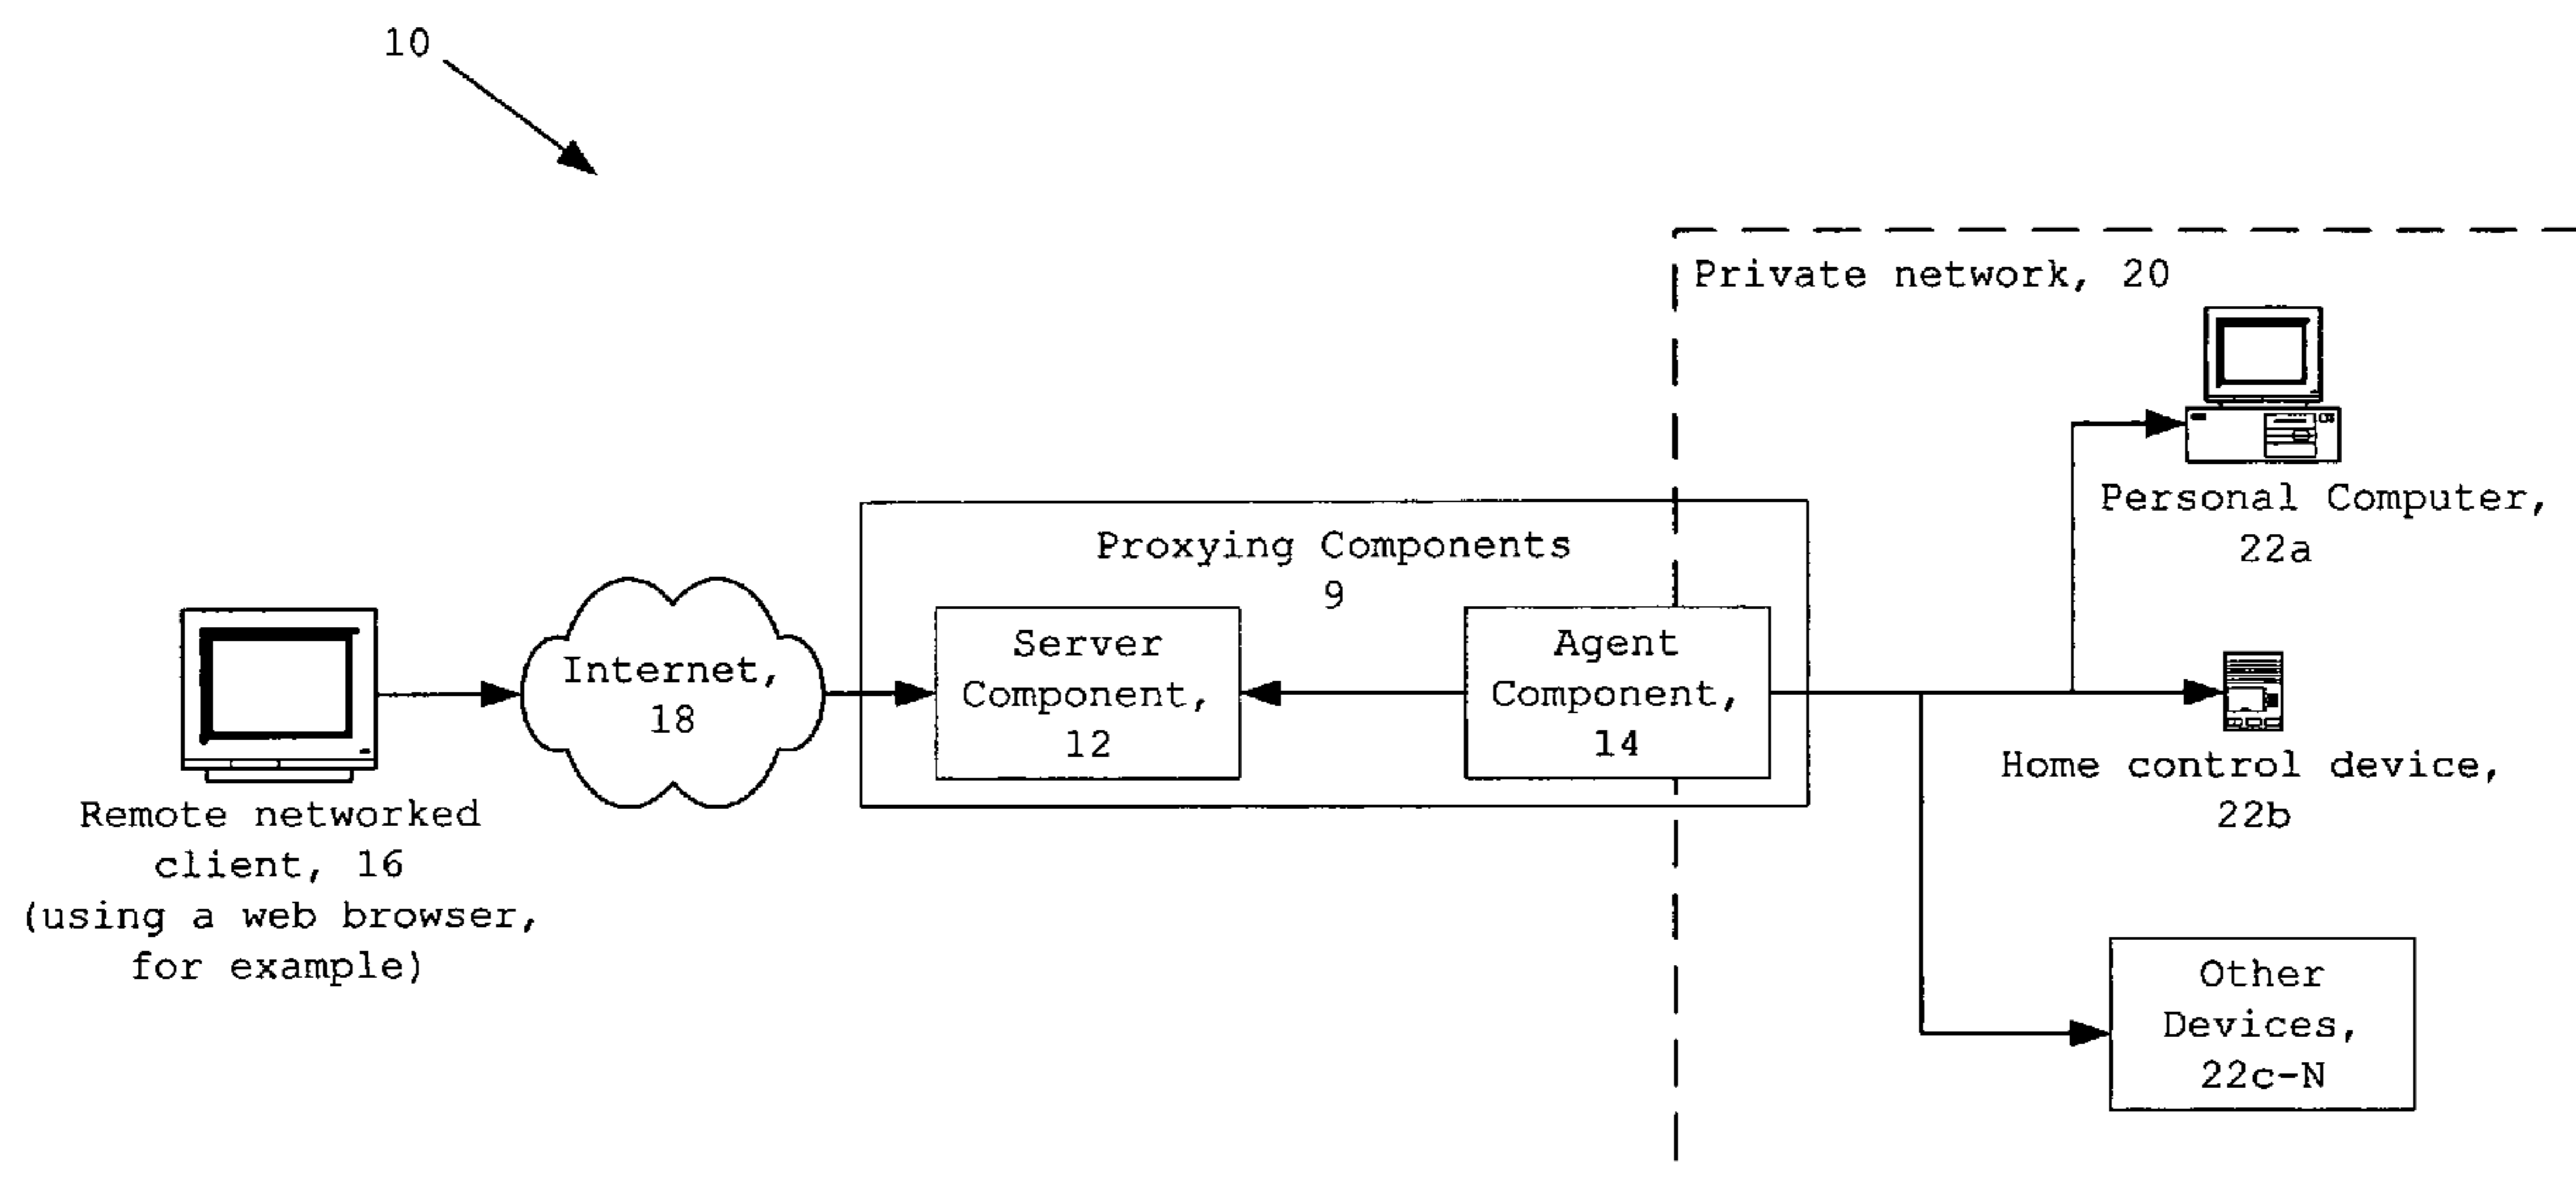 10
Private network, 20
Personal Computer,
22a
Proxying Components
9
Server
Component,
12
Agent
Component,
14
Internet,
18
Home control device,
22b
Remote networked
client, 16
(using a web browser,
for example)
Other
Devices,
22c-N